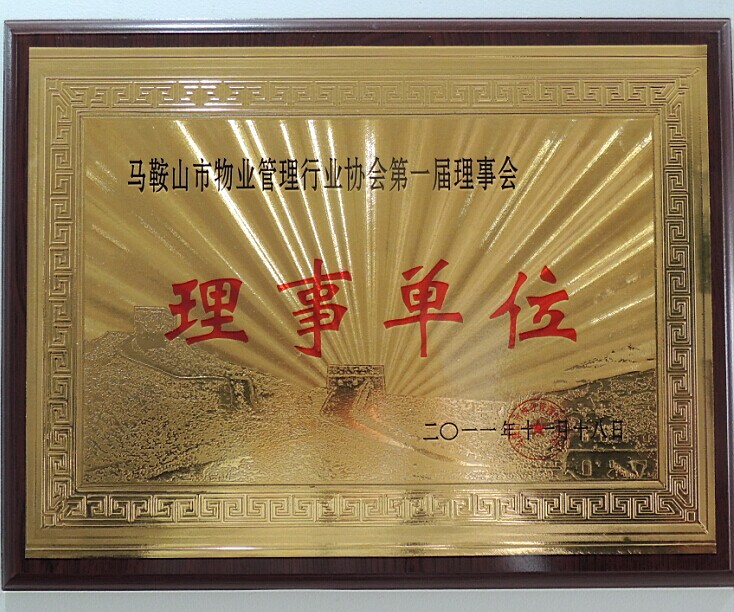 马鞍山市物业管理行业协会第一届理事会
理事单位
二〇一一年十一月十八日